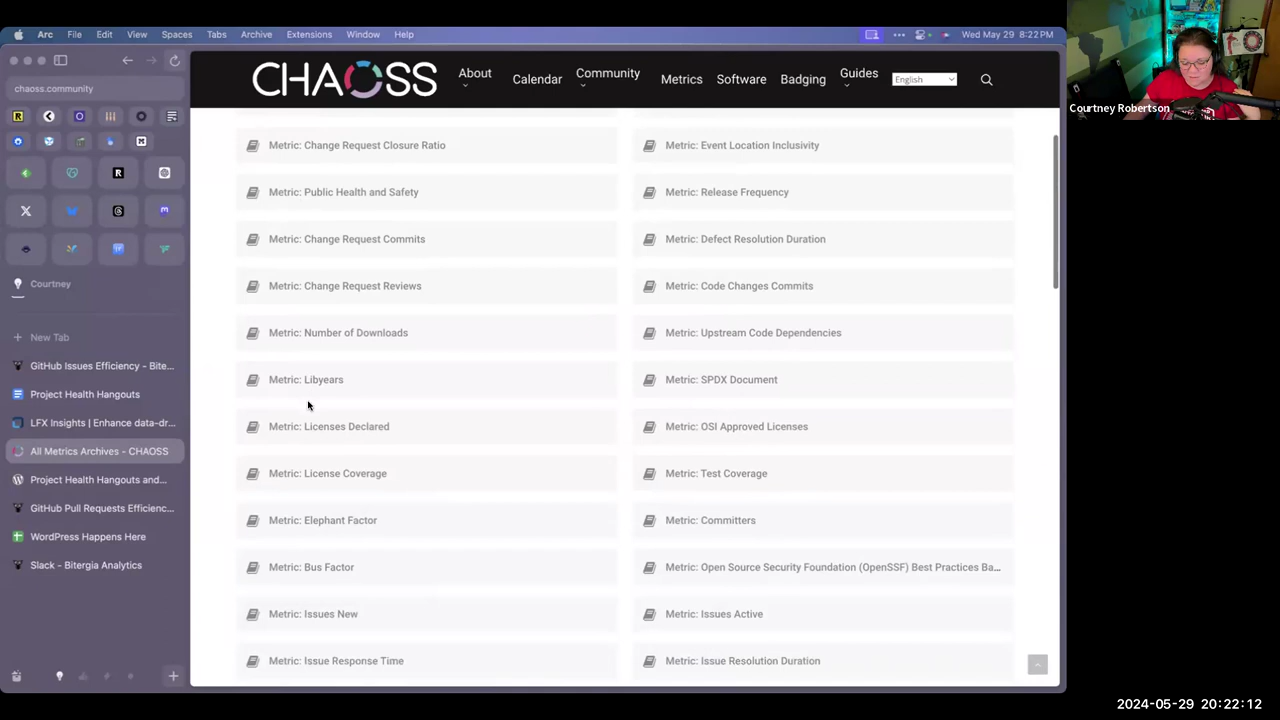 Arc File Edit View Spaces Tabs Archive Extensions Window Help Wed May 29 8:22 PM
chaoss.community
Courtney
New Tab
GitHub Issues Efficiency - Bite...
Project Health Hangouts
LFX Insights | Enhance data-dr...
All Metrics Archives - CHAOSS
Project Health Hangouts and...
GitHub Pull Requests Efficienc...
WordPress Happens Here
Slack - Bitergia Analytics
CHAOSS About Calendar Community Metrics Software Badging Guides English
Metric: Change Request Closure Ratio
Metric: Event Location Inclusivity
Metric: Public Health and Safety
Metric: Release Frequency
Metric: Change Request Commits
Metric: Defect Resolution Duration
Metric: Change Request Reviews
Metric: Code Changes Commits
Metric: Number of Downloads
Metric: Upstream Code Dependencies
Metric: Libyears
Metric: SPDX Document
Metric: Licenses Declared
Metric: OSI Approved Licenses
Metric: License Coverage
Metric: Test Coverage
Metric: Elephant Factor
Metric: Committers
Metric: Bus Factor
Metric: Open Source Security Foundation (OpenSSF) Best Practices Ba...
Metric: Issues New
Metric: Issues Active
Metric: Issue Response Time
Metric: Issue Resolution Duration
Courtney Robertson
2024-05-29 20:22:12